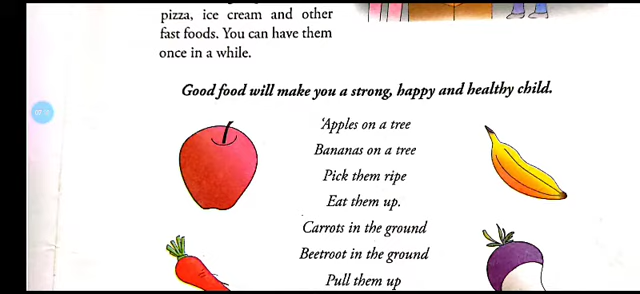 pizza, ice cream and other
fast foods. You can have them
once in a while.
Good food will make you a strong, happy and healthy child.
'Apples on a tree
Bananas on a tree
Pick them ripe
Eat them up.
Carrots in the ground
Beetroot in the ground
Pull them up